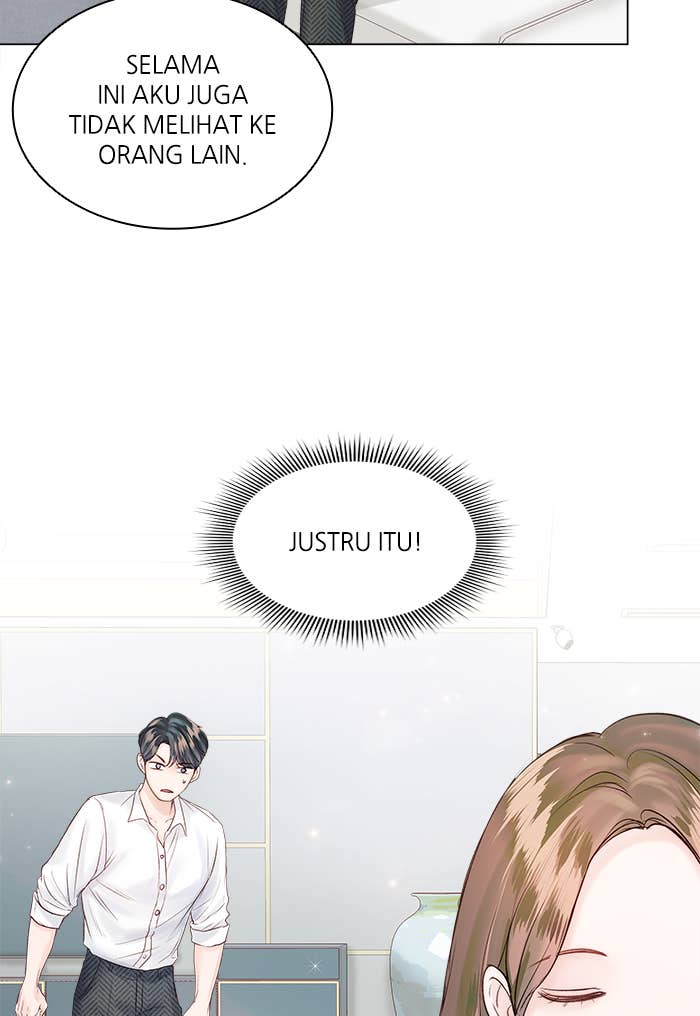 SELAMA
INI AKU JUGA
TIDAK MELIHAT KE
ORANG LAIN.
JUSTRU ITU!